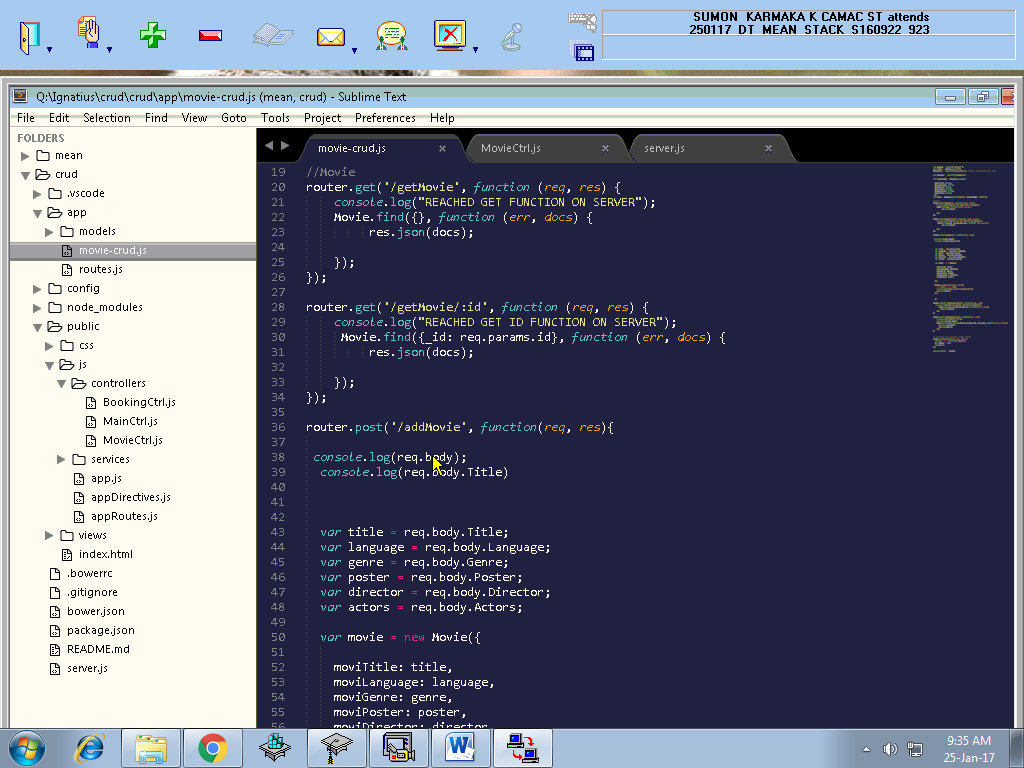 SUMON KARMAKA K CAMAC ST attends
250117 DT MEAN STACK S160922 923
Q:\Ignatius\crud\crud\app\movie-crud.js (mean, crud) - Sublime Text
File Edit Selection Find View Goto Tools Project Preferences Help
FOLDERS
mean
crud
.vscode
app
models
movie-crud.js
routes.js
config
node_modules
public
css
js
controllers
BookingCtrl.js
MainCtrl.js
MovieCtrl.js
services
app.js
appDirectives.js
appRoutes.js
views
index.html
.bowerrc
.gitignore
bower.json
package.json
README.md
server.js
movie-crud.js MovieCtrl.js server.js
19 //Movie
20 router.get('/getMovie', function (req, res) {
21 console.log("REACHED GET FUNCTION ON SERVER");
22 Movie.find({}, function (err, docs) {
23 res.json(docs);
24
25 });
26 });
27
28 router.get('/getMovie/:id', function (req, res) {
29 console.log("REACHED GET ID FUNCTION ON SERVER");
30 Movie.find({_id: req.params.id}, function (err, docs) {
31 res.json(docs);
32
33 });
34 });
35
36 router.post('/addMovie', function(req, res){
37
38 console.log(req.body);
39 console.log(req.body.Title)
40
41
42
43 var title = req.body.Title;
44 var language = req.body.Language;
45 var genre = req.body.Genre;
46 var poster = req.body.Poster;
47 var director = req.body.Director;
48 var actors = req.body.Actors;
49
50 var movie = new Movie({
51
52 moviTitle: title,
53 moviLanguage: language,
54 moviGenre: genre,
55 moviPoster: poster,
56 moviDirector: director,
9:35 AM
25-Jan-17